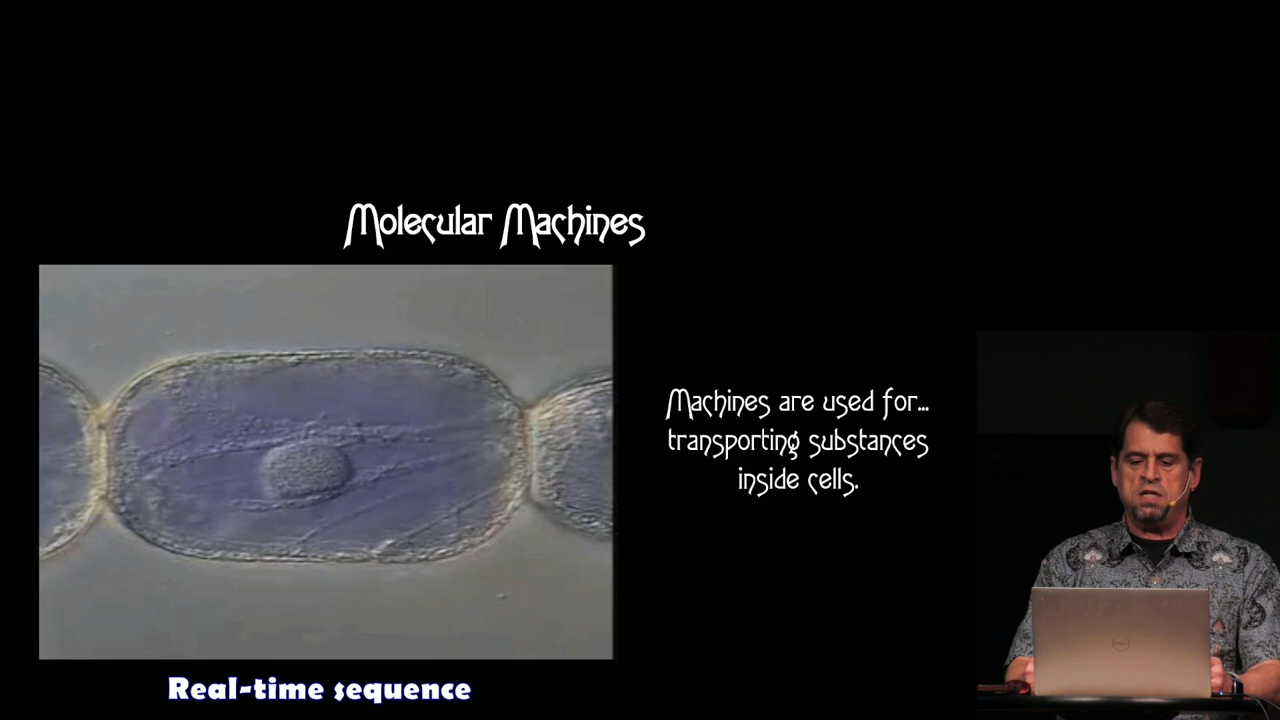 Molecular Machines
Machines are used for...
transporting substances
inside cells.
Real-time sequence